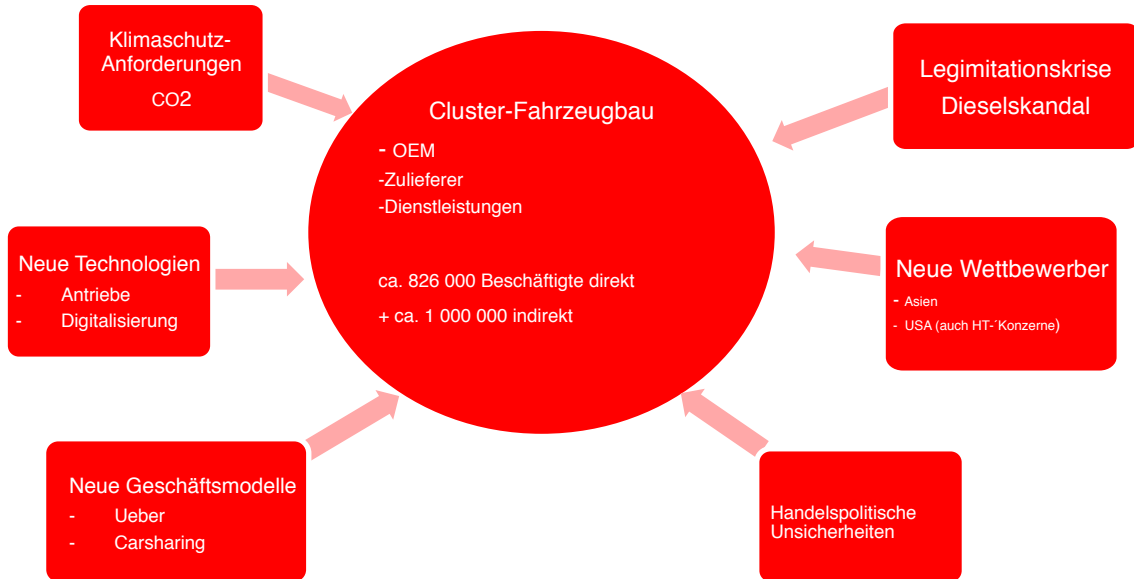 Klimaschutz-
Anforderungen
CO2
Legimitationskrise
Dieselskandal
Cluster-Fahrzeugbau
- OEM
-Zulieferer
-Dienstleistungen
ca. 826 000 Beschäftigte direkt
+ ca. 1 000 000 indirekt
Neue Technologien
- Antriebe
- Digitalisierung
Neue Wettbewerber
- Asien
- USA (auch HT-´Konzerne)
Neue Geschäftsmodelle
- Ueber
- Carsharing
Handelspolitische
Unsicherheiten